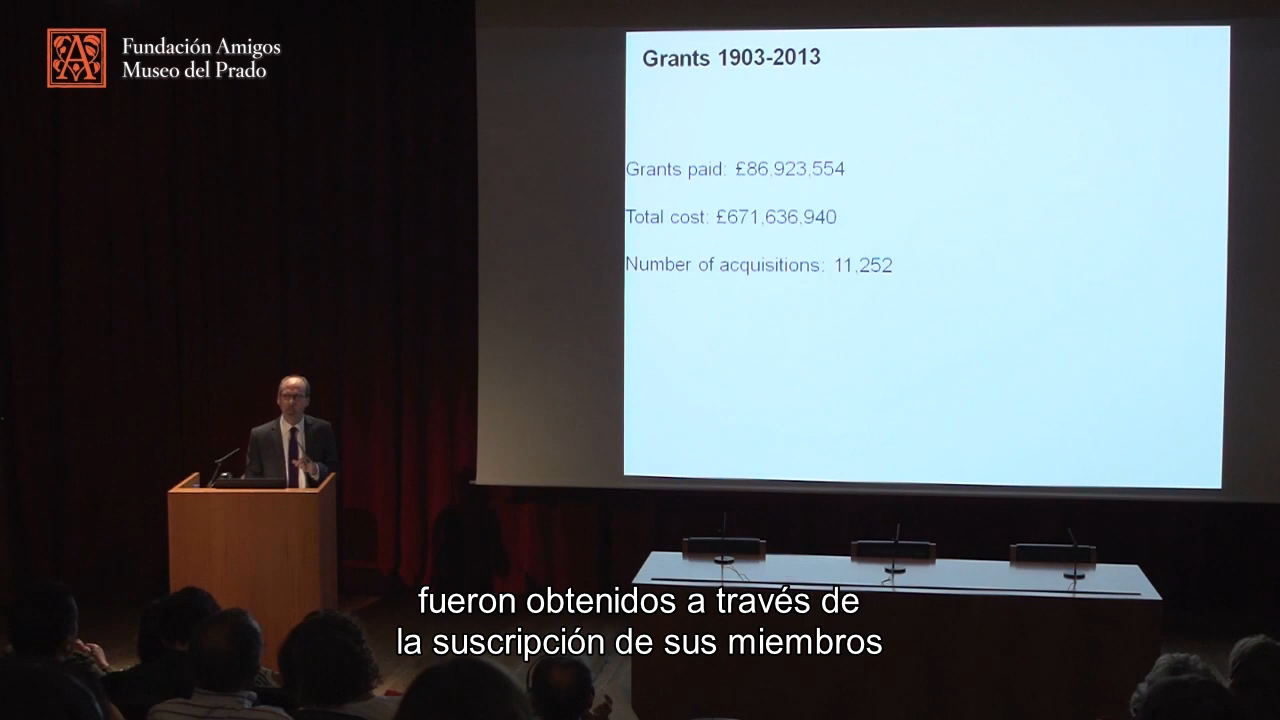 Fundación Amigos
Museo del Prado
Grants 1903-2013
Grants paid: £86,923,554
Total cost: £671,636,940
Number of acquisitions: 11,252
fueron obtenidos a través de
la suscripción de sus miembros